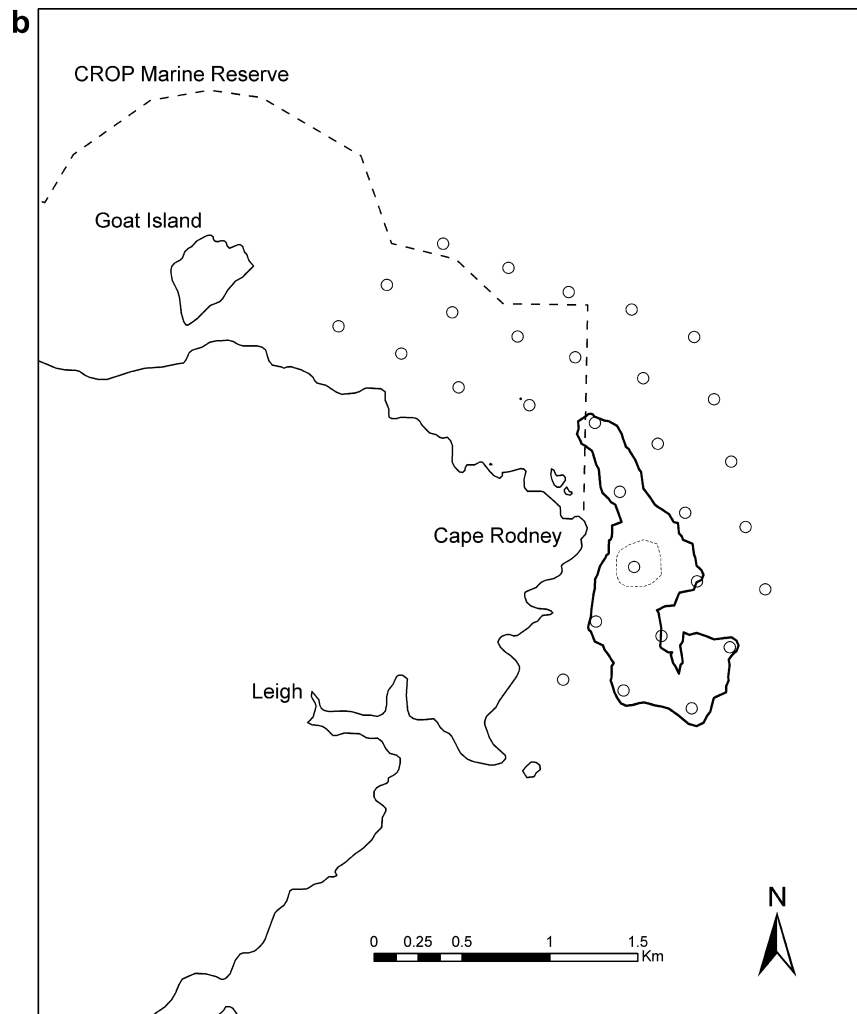 b
CROP Marine Reserve
Goat Island
Cape Rodney
Leigh
N
0 0.25 0.5 1 1.5
Km